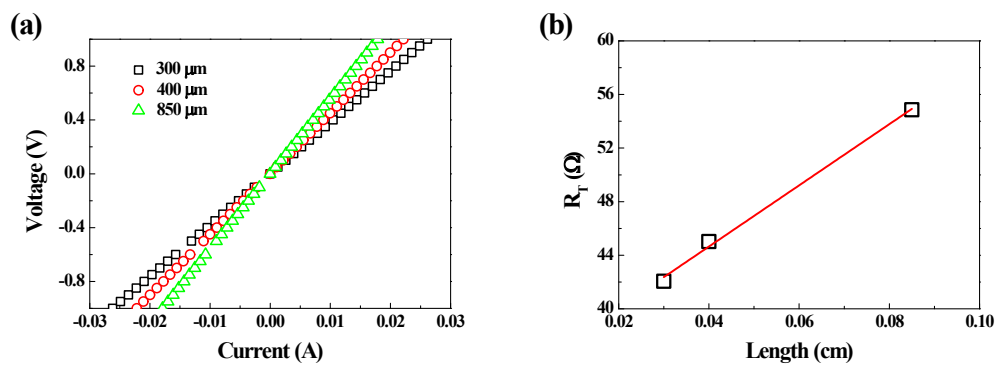 (a)
0.8
0.4
0.0
-0.4
-0.8
Voltage (V)
300 µm
400 µm
850 µm
-0.03 -0.02 -0.01 0.00 0.01 0.02 0.03
Current (A)
(b)
60
56
52
48
44
40
R_T (Ω)
0.02 0.04 0.06 0.08 0.10
Length (cm)